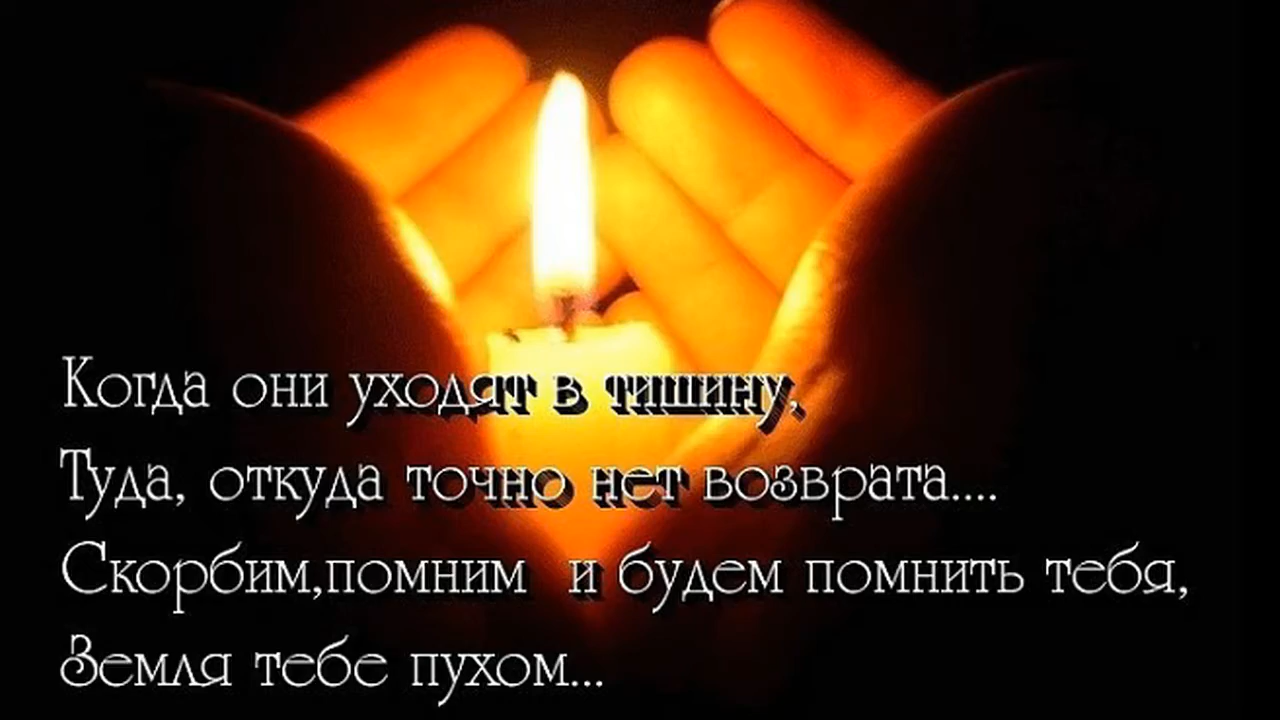 Когда они уходят в тишину,
Туда, откуда точно нет возврата....
Скорбим,помним и будем помнить тебя,
Земля тебе пухом...